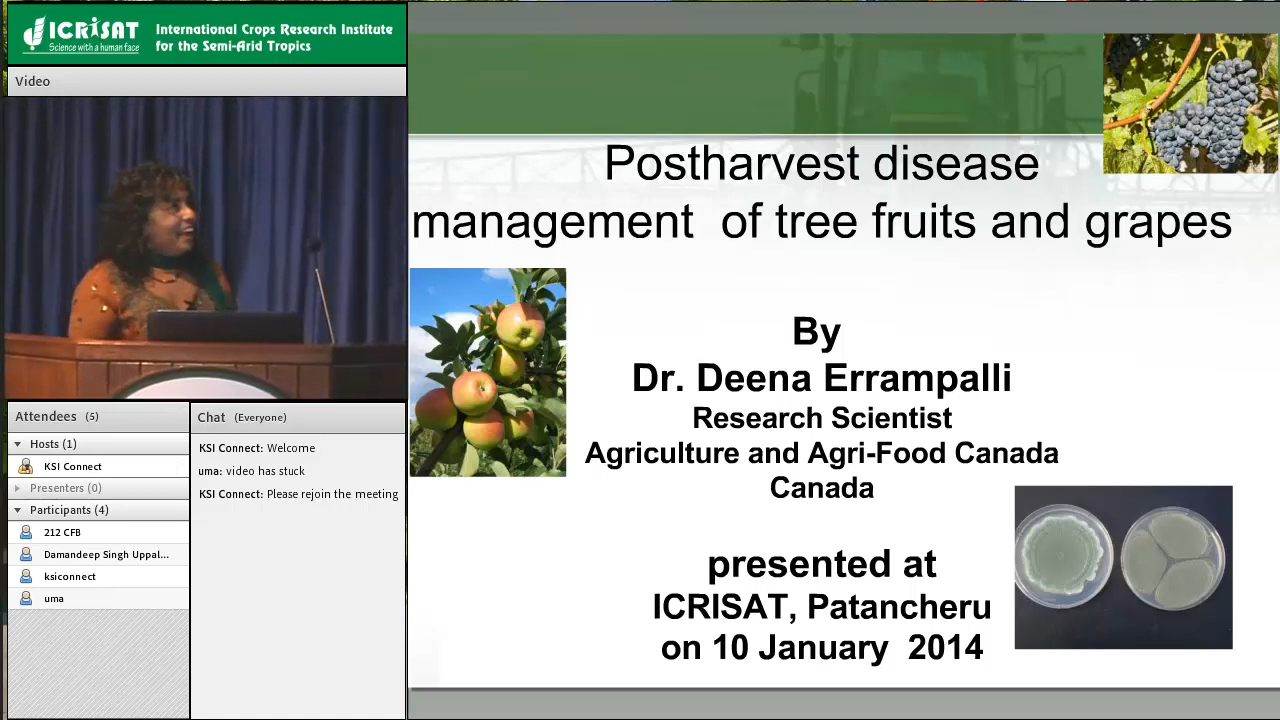 ICRISAT
Science with a human face
International Crops Research Institute
for the Semi-Arid Tropics
Video
Attendees (5)
Hosts (1)
KSI Connect
Presenters (0)
Participants (4)
212 CFB
Damandeep Singh Uppal...
ksiconnect
uma
Chat (Everyone)
KSI Connect: Welcome
uma: video has stuck
KSI Connect: Please rejoin the meeting
Postharvest disease
management of tree fruits and grapes
By
Dr. Deena Errampalli
Research Scientist
Agriculture and Agri-Food Canada
Canada
presented at
ICRISAT, Patancheru
on 10 January 2014